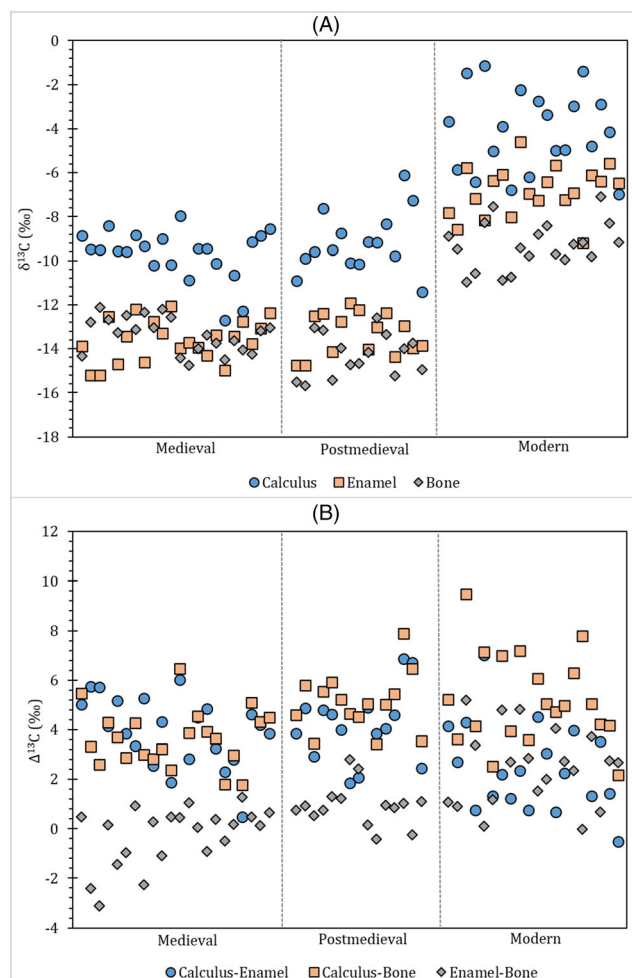 (A)
0
-2
-4
-6
-8
-10
-12
-14
-16
-18
δ¹³C (‰)
Medieval Postmedieval Modern
Calculus Enamel Bone
(B)
12
10
8
6
4
2
0
-2
-4
Δ¹³C (‰)
Medieval Postmedieval Modern
Calculus-Enamel Calculus-Bone Enamel-Bone